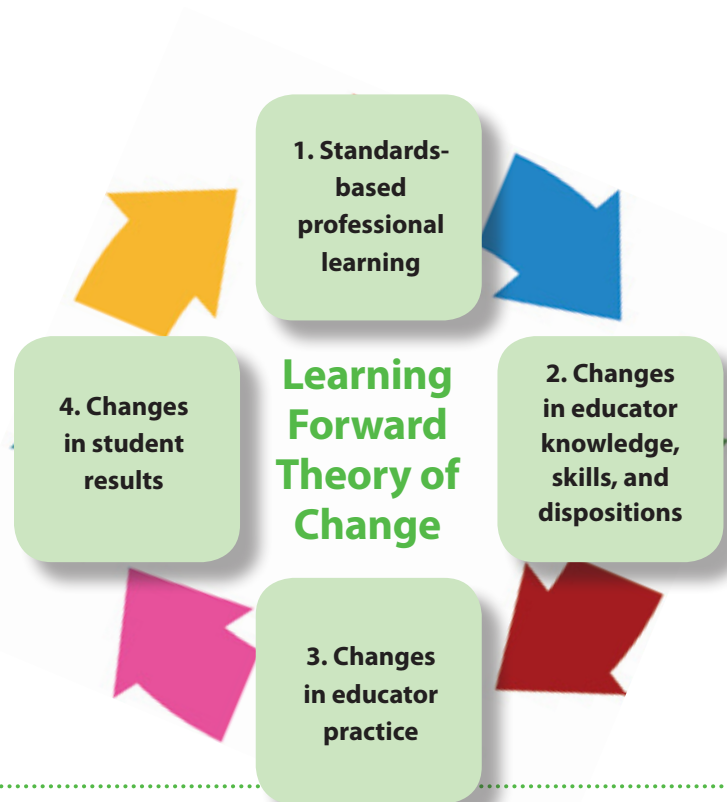 1. Standards-
based
professional
learning
Learning
Forward
Theory of
Change
2. Changes
in educator
knowledge,
skills, and
dispositions
3. Changes
in educator
practice
4. Changes
in student
results